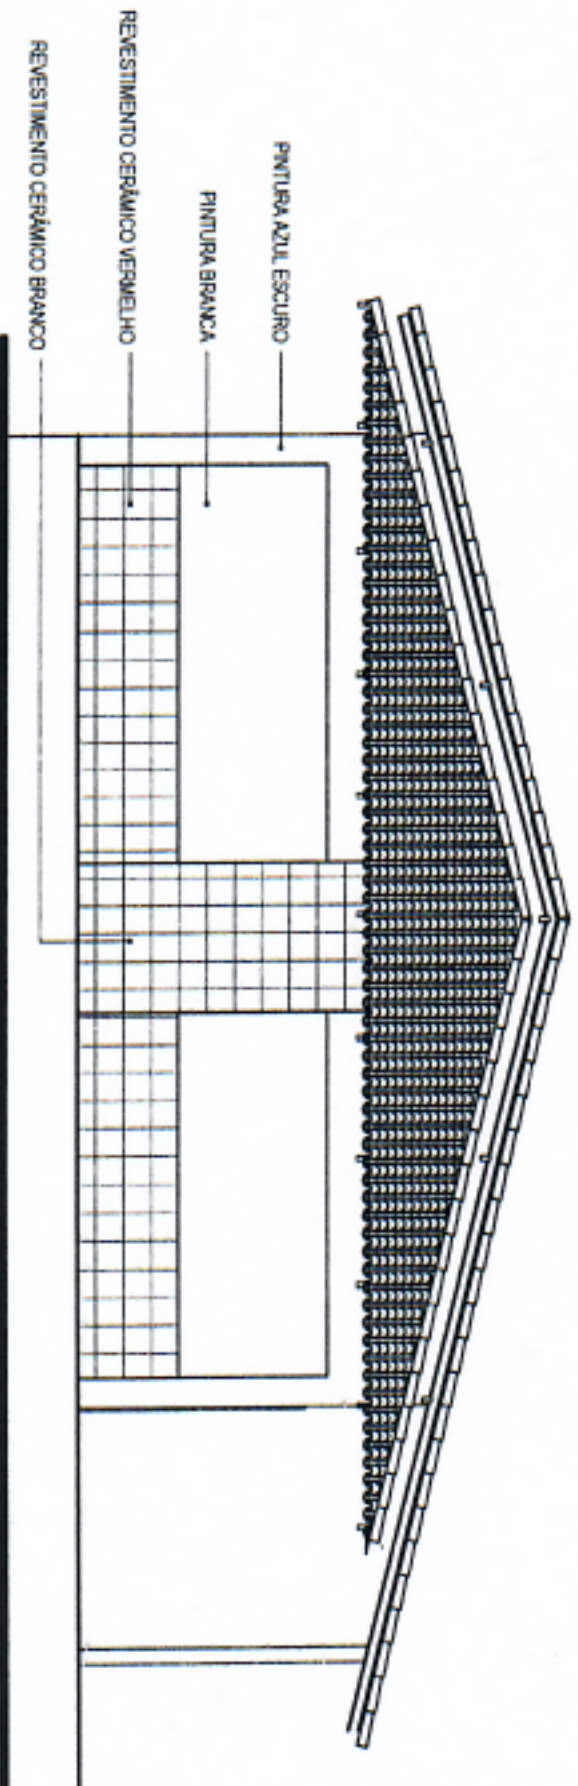 PINTURA AZUL ESCURO
PINTURA BRANCA
REVESTIMENTO CERÂMICO VERMELHO
REVESTIMENTO CERÂMICO BRANCO